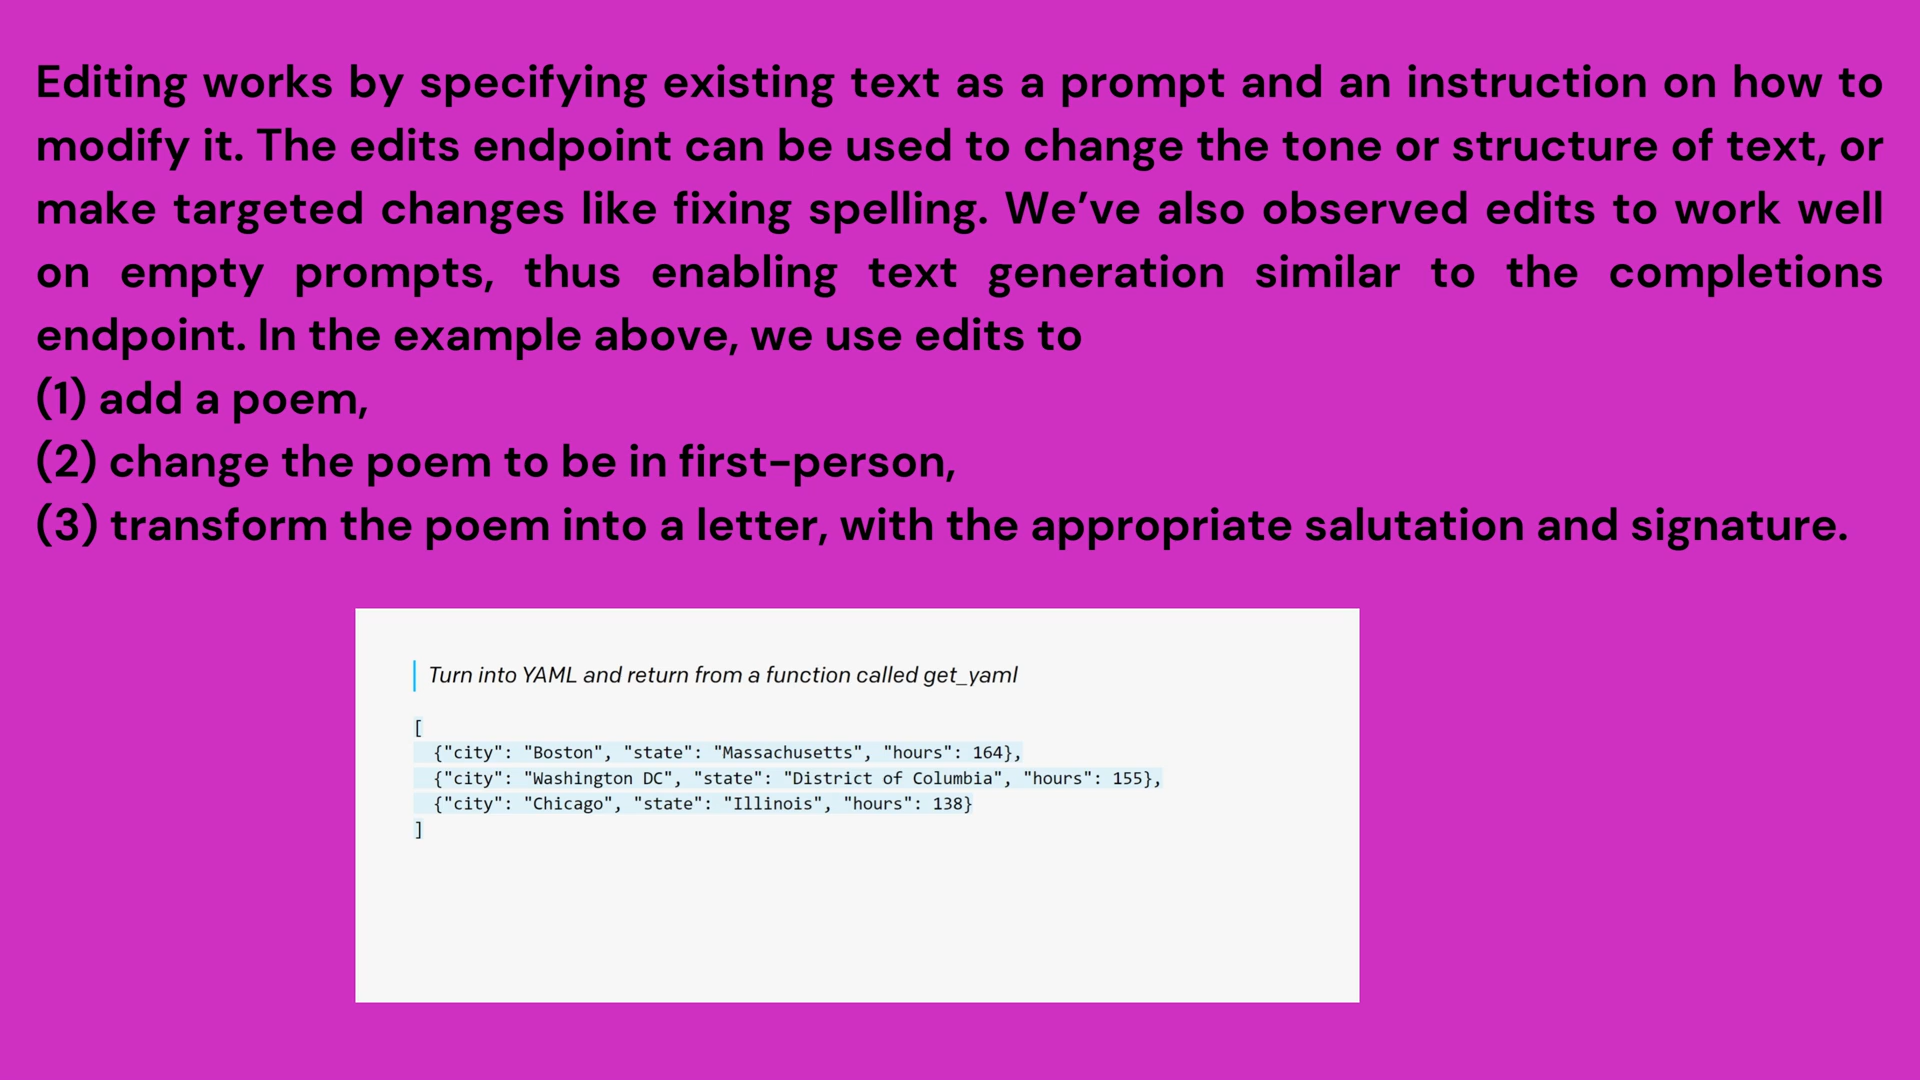 Editing works by specifying existing text as a prompt and an instruction on how to
modify it. The edits endpoint can be used to change the tone or structure of text, or
make targeted changes like fixing spelling. We’ve also observed edits to work well
on empty prompts, thus enabling text generation similar to the completions
endpoint. In the example above, we use edits to
(1) add a poem,
(2) change the poem to be in first-person,
(3) transform the poem into a letter, with the appropriate salutation and signature.
Turn into YAML and return from a function called get_yaml
[
  {"city": "Boston", "state": "Massachusetts", "hours": 164},
  {"city": "Washington DC", "state": "District of Columbia", "hours": 155},
  {"city": "Chicago", "state": "Illinois", "hours": 138}
]